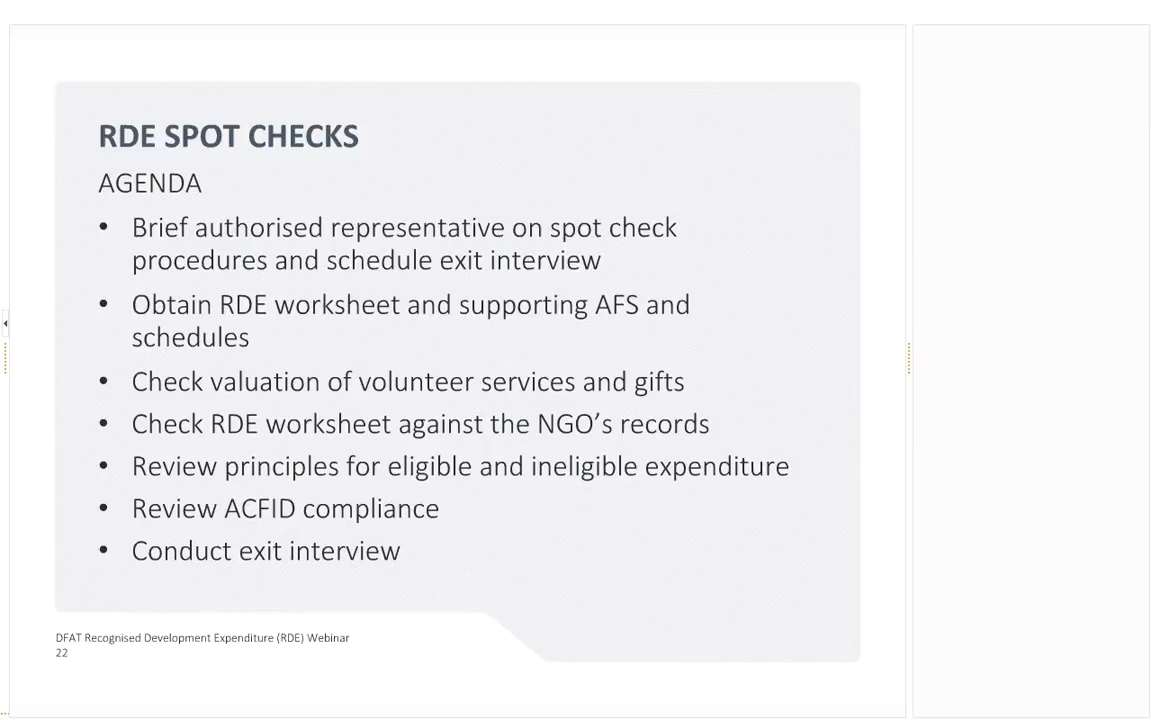 RDE SPOT CHECKS
AGENDA
• Brief authorised representative on spot check
procedures and schedule exit interview
• Obtain RDE worksheet and supporting AFS and
schedules
• Check valuation of volunteer services and gifts
• Check RDE worksheet against the NGO’s records
• Review principles for eligible and ineligible expenditure
• Review ACFID compliance
• Conduct exit interview
DFAT Recognised Development Expenditure (RDE) Webinar
22